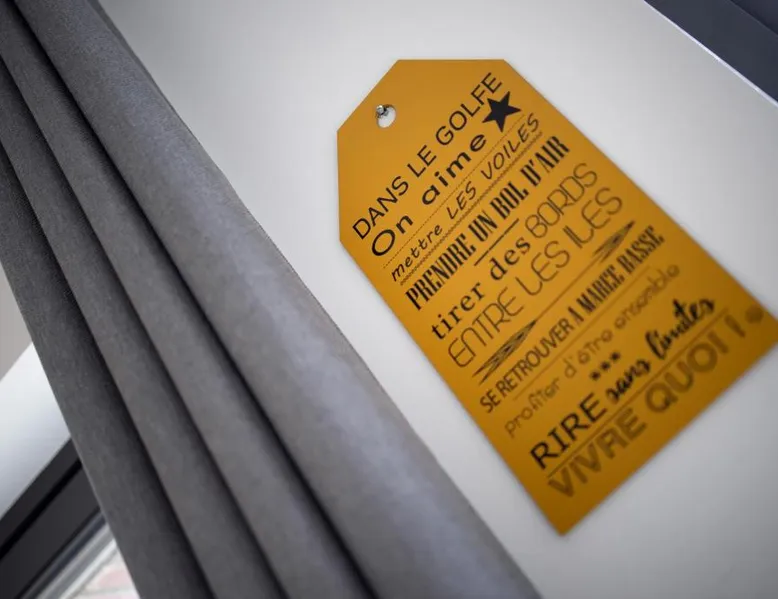 DANS LE GOLFE
On aime
mettre LES VOILES
PRENDRE UN BOL D'AIR
tirer des BORDS
ENTRE LES ILES
SE RETROUVER A MAREE BASSE
profiter d'être ensemble
RIRE sans limites
VIVRE QUOI !